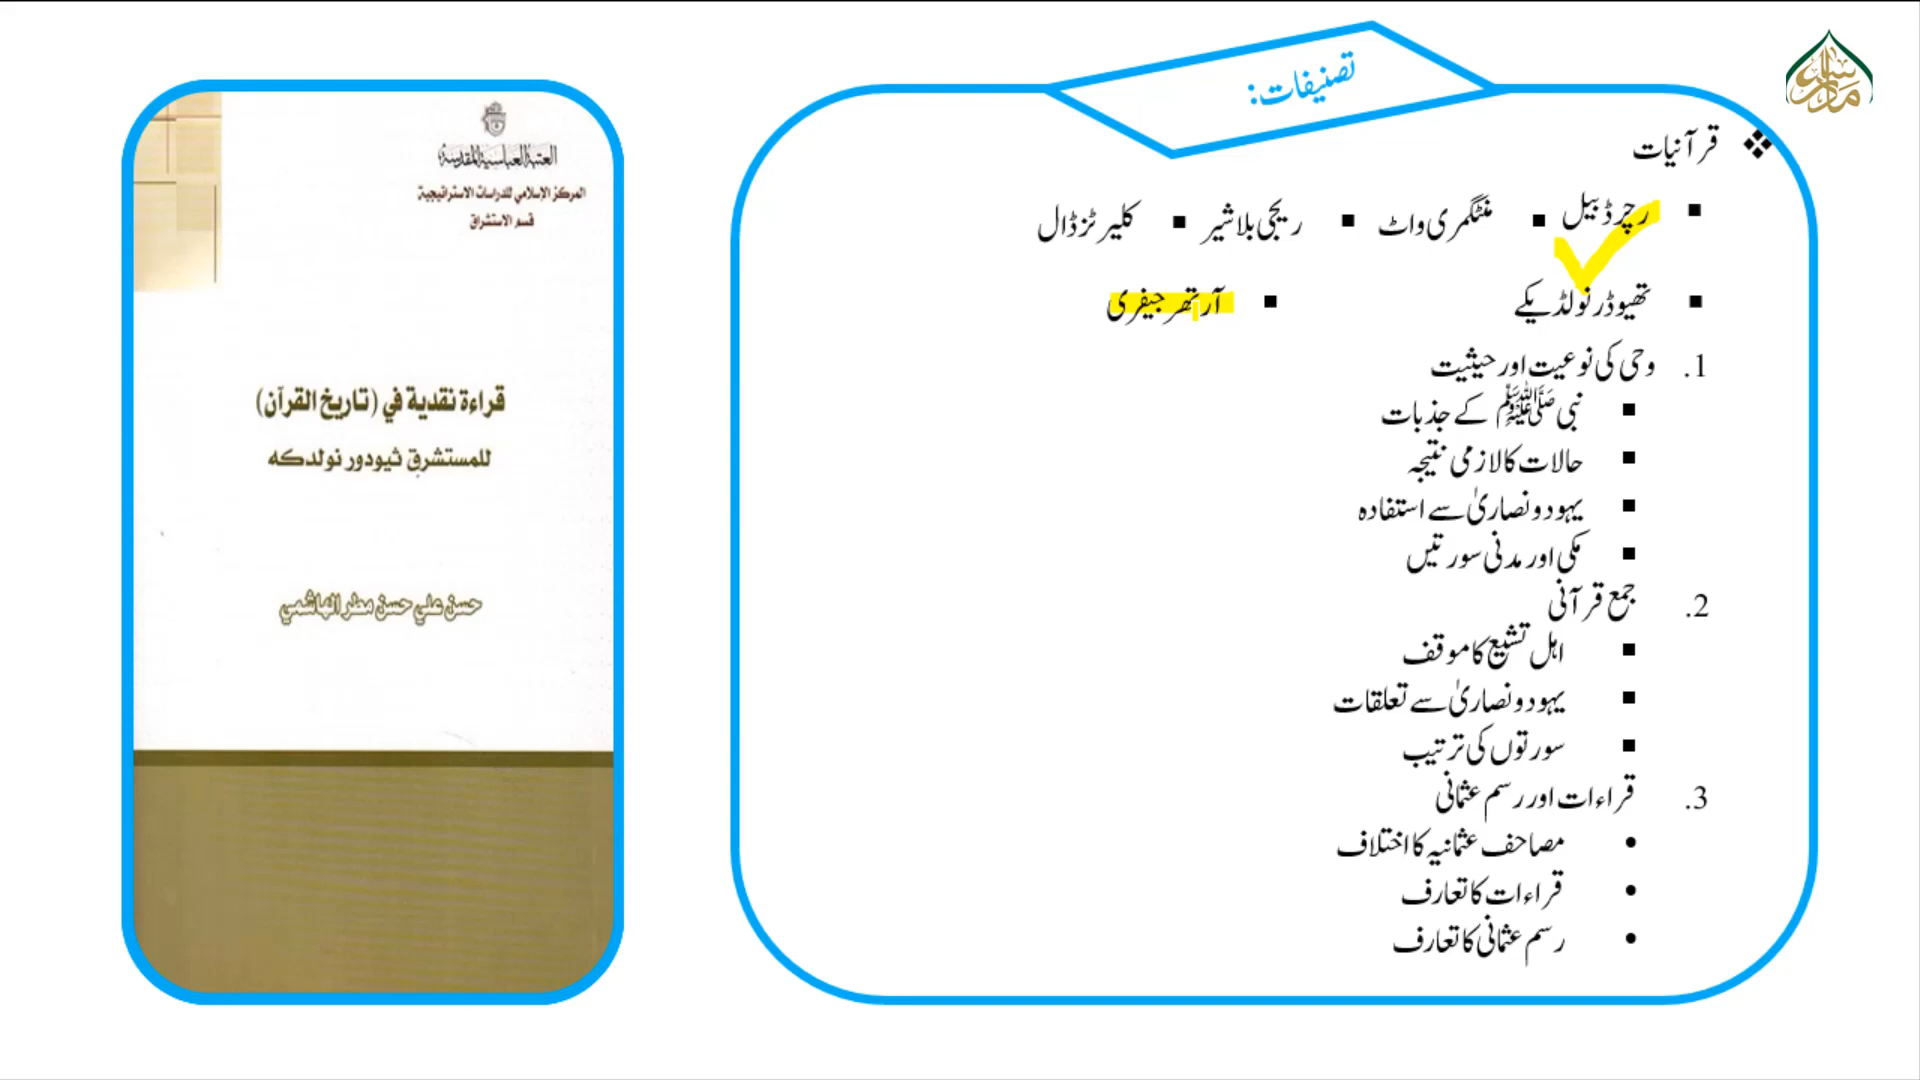 تصنیفات:
قرآنیات
رچرڈ بیل
منٹگمری واٹ
ریجی بلاشیر
کلیر ٹزڈال
تھیوڈر نولڈیکے
آرتھر جیفری
1. وحی کی نوعیت اور حیثیت
نبی ﷺ کے جذبات
حالات کا لازمی نتیجہ
یہود و نصاریٰ سے استفادہ
مکی اور مدنی سورتیں
2. جمع قرآنی
اہل تشیع کا موقف
یہود و نصاریٰ سے تعلقات
سورتوں کی ترتیب
3. قراءات اور رسم عثمانی
مصاحف عثمانیہ کا اختلاف
قراءات کا تعارف
رسم عثمانی کا تعارف
العتبة العباسية المقدسة
المركز الإسلامي للدراسات الاستراتيجية
قسم الاستشراق
قراءة نقدية في (تاريخ القرآن)
للمستشرق ثيودور نولدكه
حسن علي حسن مطر الهاشمي